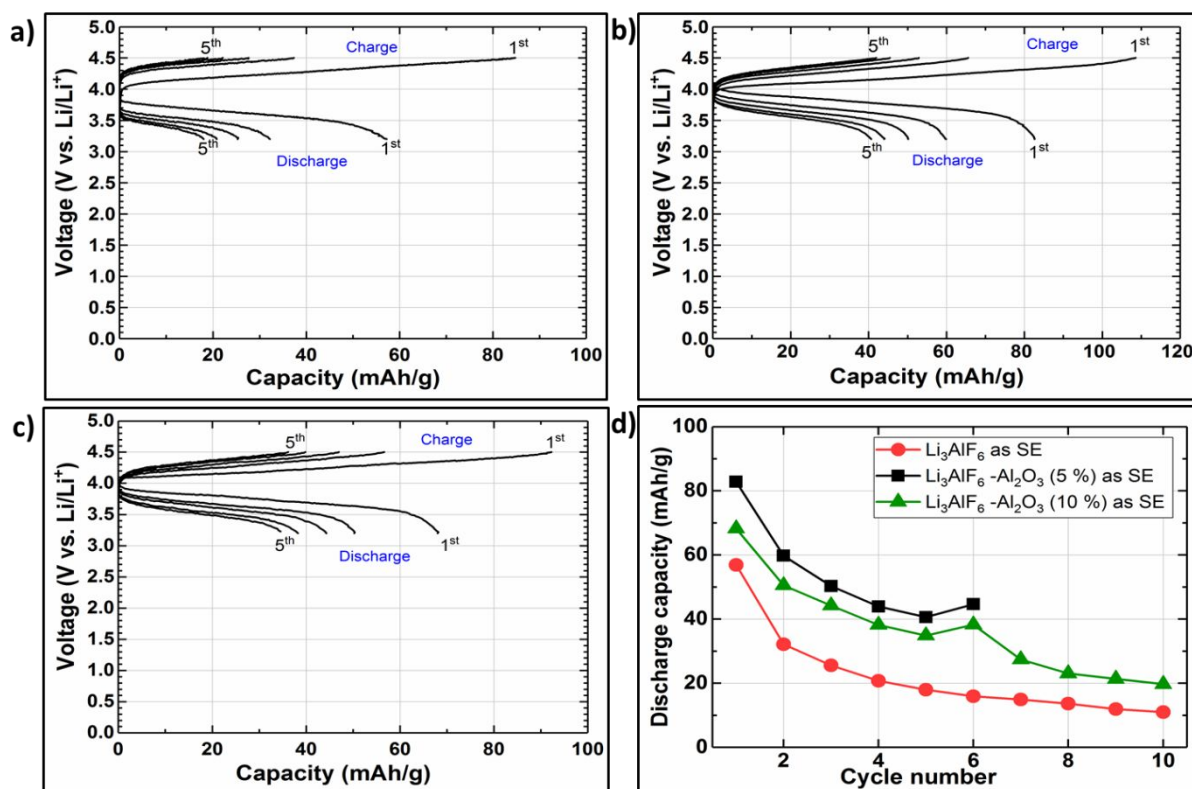 a)
Voltage (V vs. Li/Li⁺)
5.0
4.5
4.0
3.5
3.0
2.5
2.0
1.5
1.0
0.5
0.0
5th
Charge
1st
5th
Discharge
1st
0 20 40 60 80 100
Capacity (mAh/g)
b)
Voltage (V vs. Li/Li⁺)
5.0
4.5
4.0
3.5
3.0
2.5
2.0
1.5
1.0
0.5
0.0
5th
Charge
1st
5th
Discharge
1st
0 20 40 60 80 100 120
Capacity (mAh/g)
c)
Voltage (V vs. Li/Li⁺)
5.0
4.5
4.0
3.5
3.0
2.5
2.0
1.5
1.0
0.5
0.0
5th
Charge
1st
5th
Discharge
1st
0 20 40 60 80 100
Capacity (mAh/g)
d)
Discharge capacity (mAh/g)
100
80
60
40
20
0
Li₃AlF₆ as SE
Li₃AlF₆ -Al₂O₃ (5 %) as SE
Li₃AlF₆ -Al₂O₃ (10 %) as SE
2 4 6 8 10
Cycle number